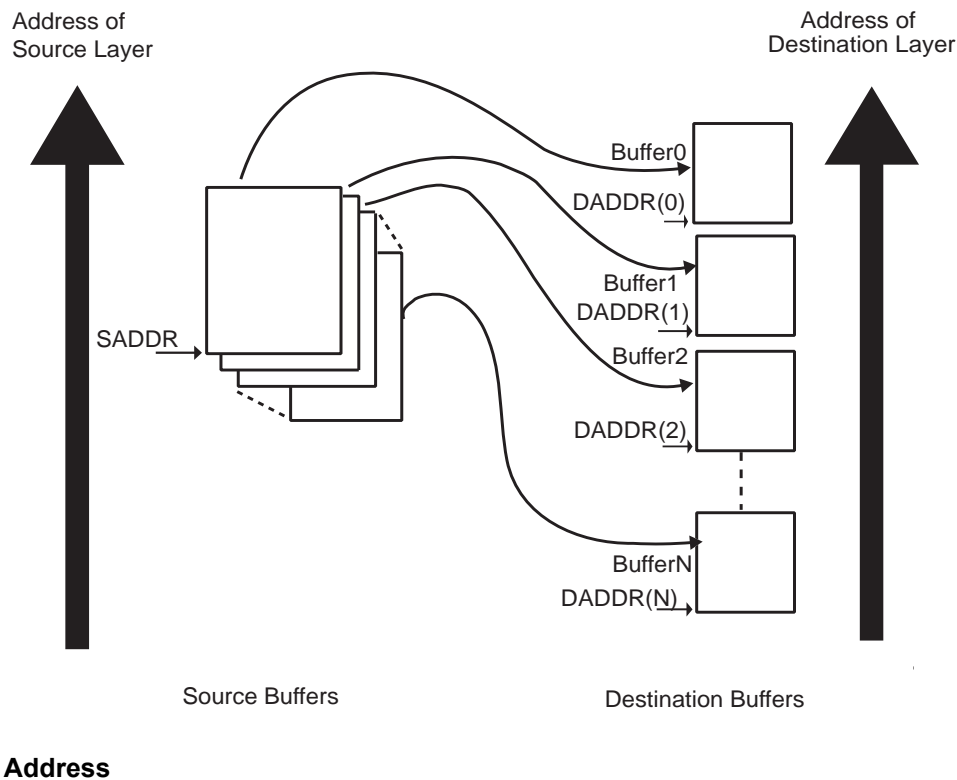 Address of
Source Layer
Address of
Destination Layer
Buffer0
DADDR(0)
Buffer1
DADDR(1)
SADDR
Buffer2
DADDR(2)
BufferN
DADDR(N)
Source Buffers
Destination Buffers
Address